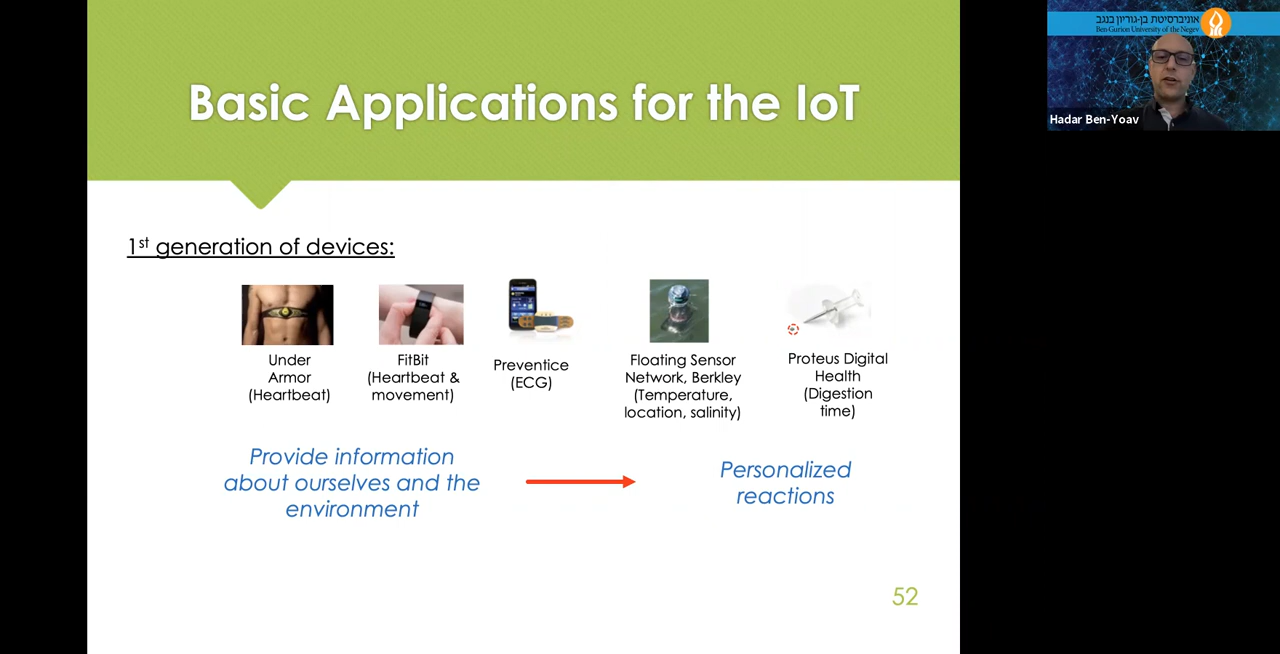 Basic Applications for the IoT
1st generation of devices:
Under
Armor
(Heartbeat)
FitBit
(Heartbeat &
movement)
Preventice
(ECG)
Floating Sensor
Network, Berkley
(Temperature,
location, salinity)
Proteus Digital
Health
(Digestion
time)
Provide information
about ourselves and the
environment
Personalized
reactions
52
אוניברסיטת בן-גוריון בנגב
Ben-Gurion University of the Negev
Hadar Ben-Yoav